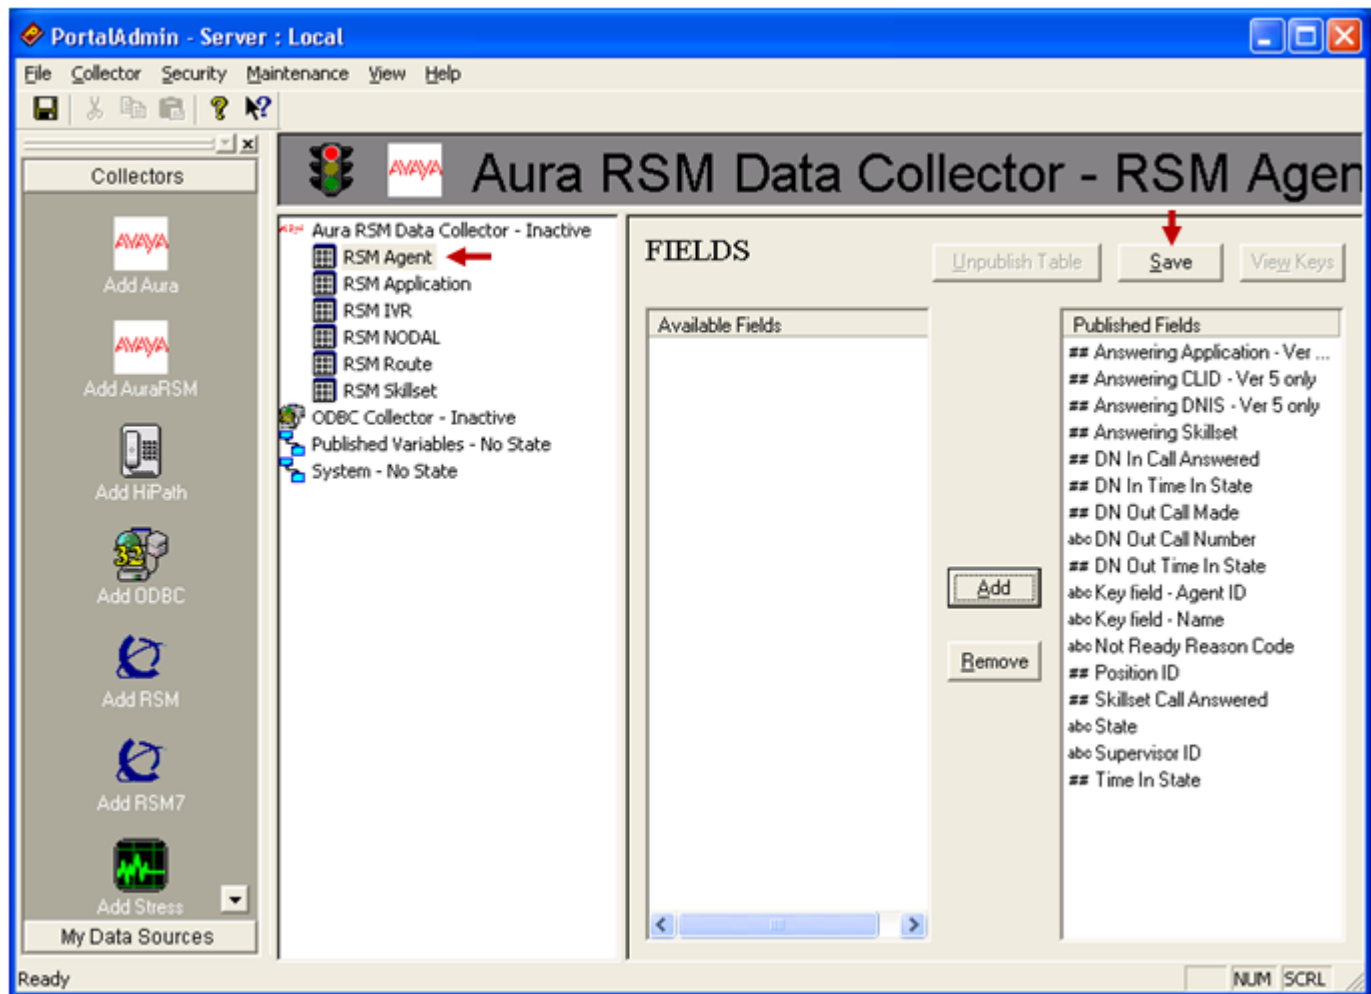 PortalAdmin - Server : Local
File Collector Security Maintenance View Help
Collectors
AVAYA
Add Aura
AVAYA
Add AuraRSM
Add HiPath
32
Add ODBC
Add RSM
Add RSM7
Add Stress
My Data Sources
AVAYA Aura RSM Data Collector - RSM Agen
Aura RSM Data Collector - Inactive
RSM Agent
RSM Application
RSM IVR
RSM NODAL
RSM Route
RSM Skillset
ODBC Collector - Inactive
Published Variables - No State
System - No State
FIELDS
Unpublish Table Save View Keys
Available Fields
Add
Remove
Published Fields
## Answering Application - Ver ...
## Answering CLID - Ver 5 only
## Answering DNIS - Ver 5 only
## Answering Skillset
## DN In Call Answered
## DN In Time In State
## DN Out Call Made
abc DN Out Call Number
## DN Out Time In State
abc Key field - Agent ID
abc Key field - Name
abc Not Ready Reason Code
## Position ID
## Skillset Call Answered
abc State
abc Supervisor ID
## Time In State
Ready
NUM SCRL